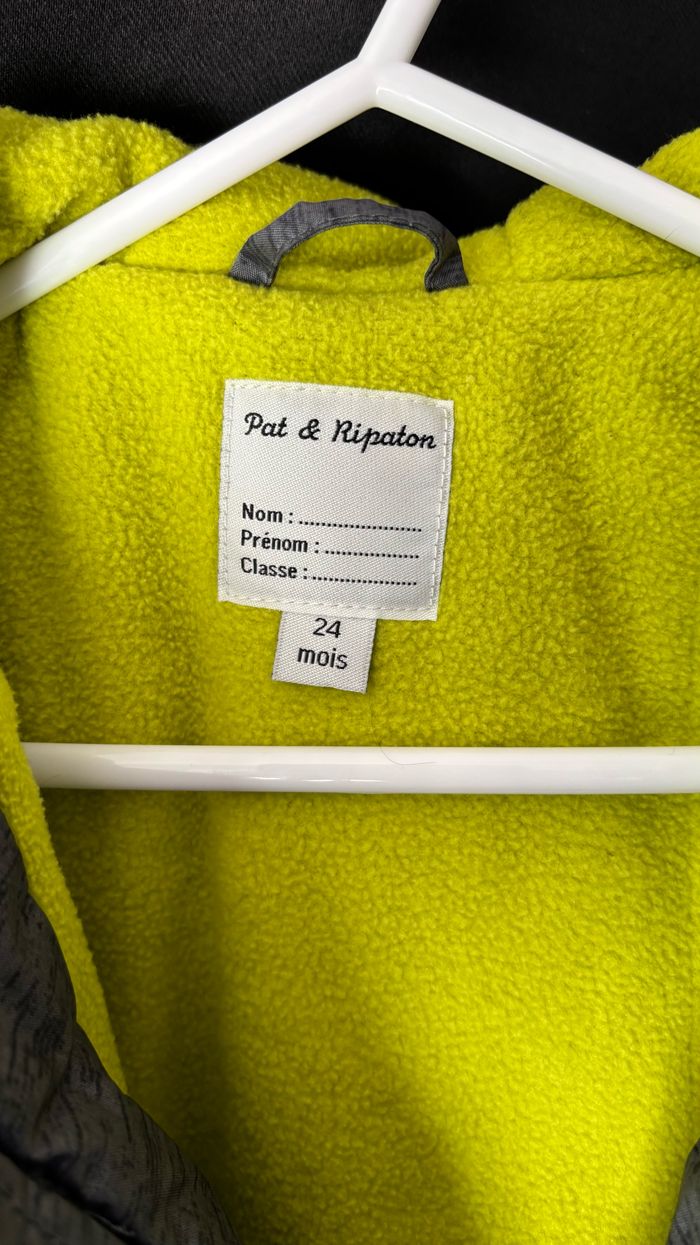 Pat & Ripaton
Nom : ......................
Prénom : .................
Classe : ...................
24
mois